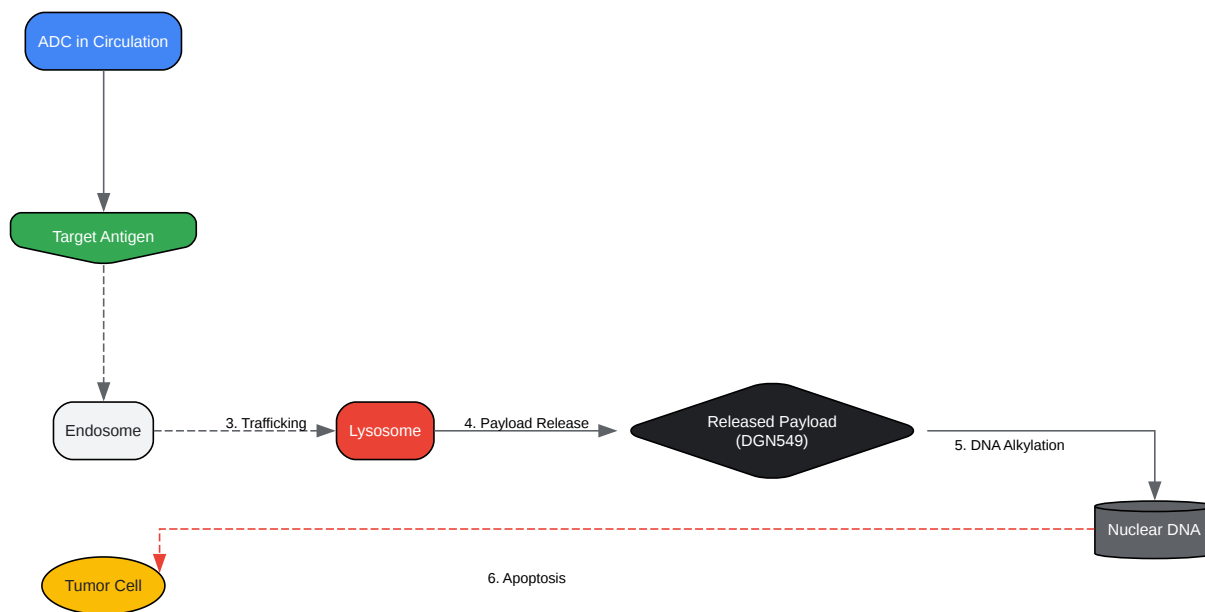 ADC in Circulation
Target Antigen
Endosome
3. Trafficking
Lysosome
4. Payload Release
Released Payload
(DGN549)
5. DNA Alkylation
Nuclear DNA
Tumor Cell
6. Apoptosis